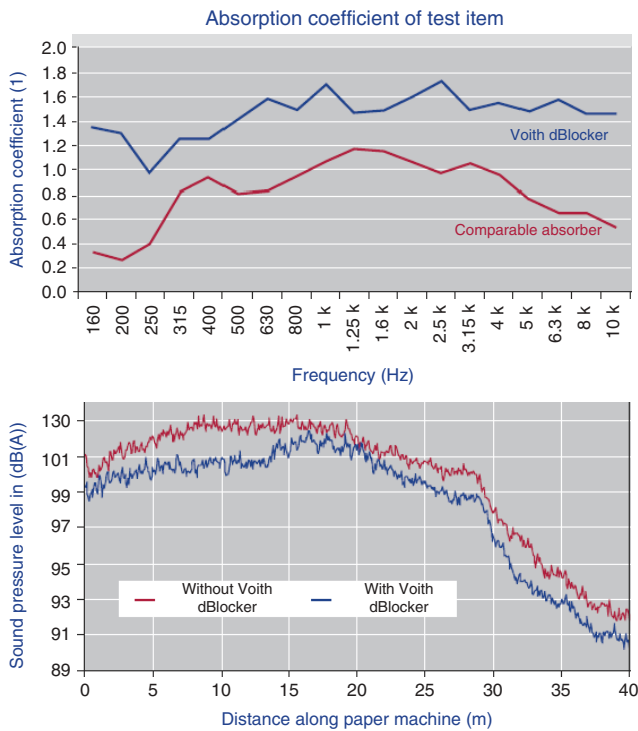 Absorption coefficient of test item
Absorption coefficient (1)
2.0
1.8
1.6
1.4
1.2
1.0
0.8
0.6
0.4
0.2
0.0
Voith dBlocker
Comparable absorber
160
200
250
315
400
500
630
800
1 k
1.25 k
1.6 k
2 k
2.5 k
3.15 k
4 k
5 k
6.3 k
8 k
10 k
Frequency (Hz)
Sound pressure level in (dB(A))
130
101
99
97
95
93
91
89
Without Voith
dBlocker
With Voith
dBlocker
0
5
10
15
20
25
30
35
40
Distance along paper machine (m)